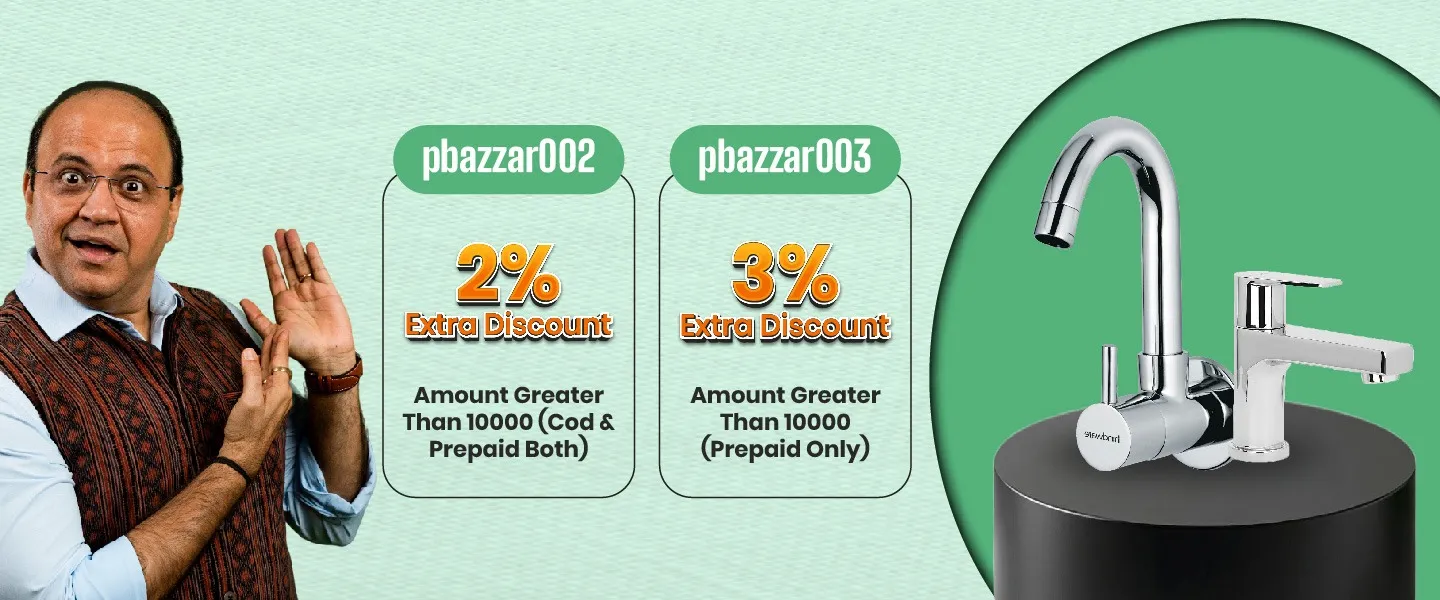 pbazzar002
2%
Extra Discount
Amount Greater
Than 10000 (Cod &
Prepaid Both)
pbazzar003
3%
Extra Discount
Amount Greater
Than 10000
(Prepaid Only)